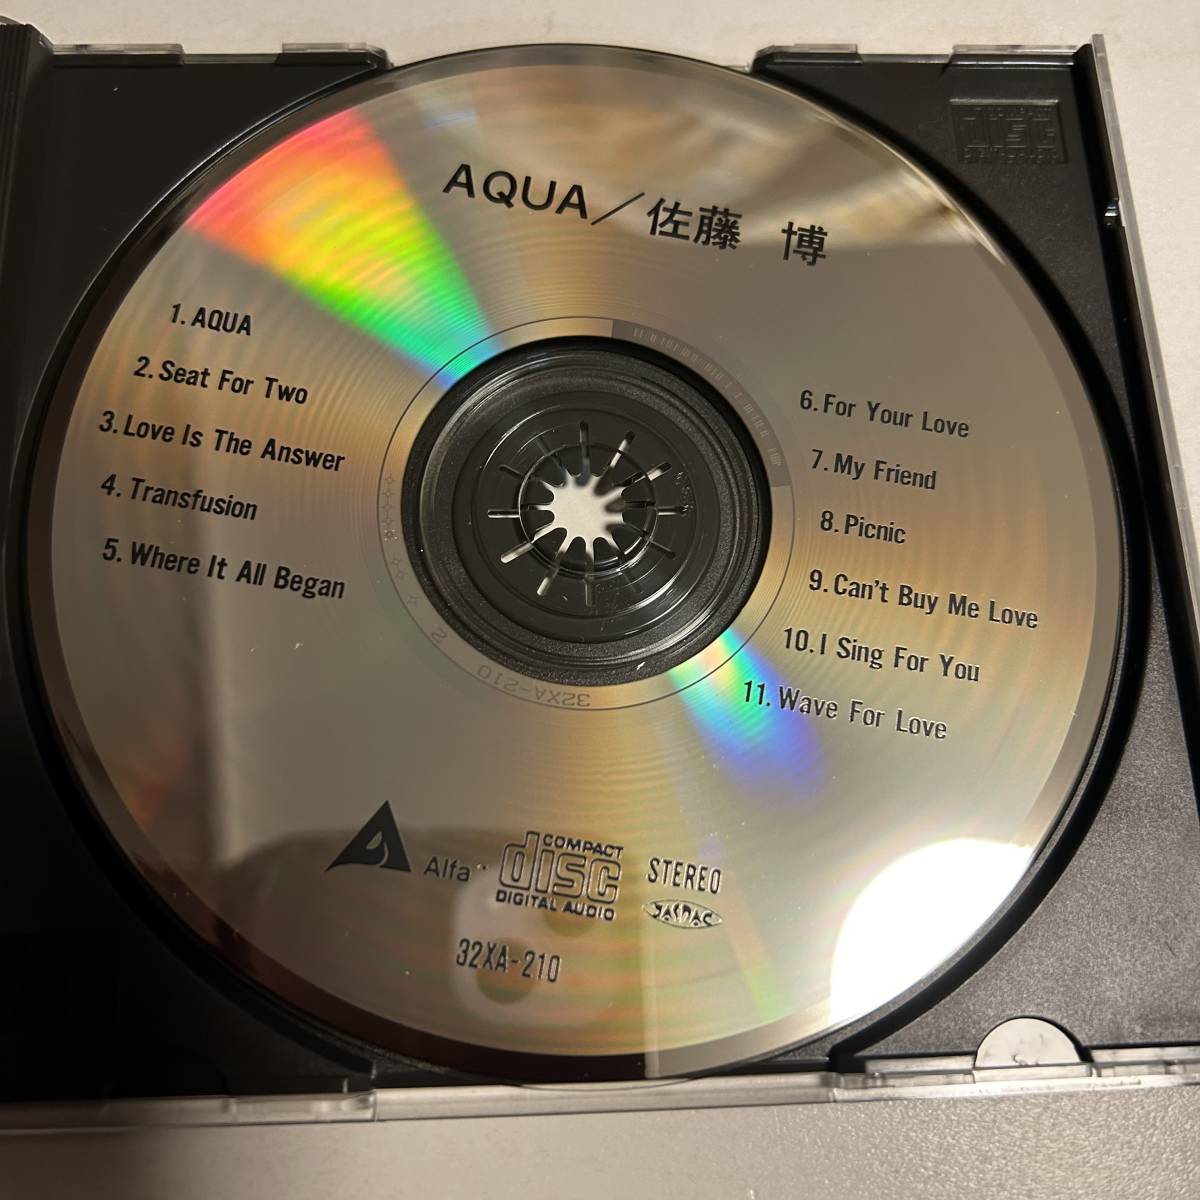 AQUA／佐藤 博
1. AQUA
2. Seat For Two
3. Love Is The Answer
4. Transfusion
5. Where It All Began
6. For Your Love
7. My Friend
8. Picnic
9. Can't Buy Me Love
10. I Sing For You
11. Wave For Love
Alfa
COMPACT
disc
DIGITAL AUDIO
STEREO
JASRAC
32XA-210
32XA-210 2